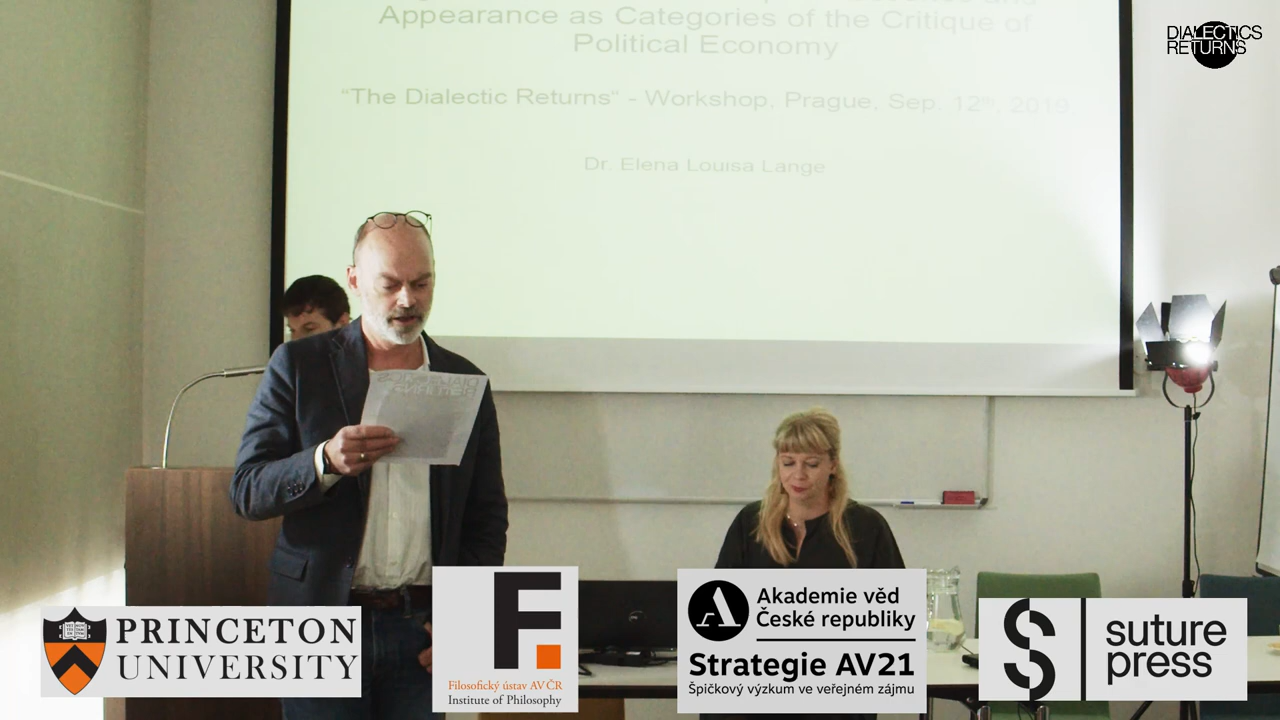 Appearance as Categories of the Critique of
Political Economy
“The Dialectic Returns“ - Workshop, Prague, Sep. 12th, 2019,
Dr. Elena Louisa Lange
DIALECTICS
RETURNS
PRINCETON
UNIVERSITY
F.
Filosofický ústav AV ČR
Institute of Philosophy
A
Akademie věd
České republiky
Strategie AV21
Špičkový výzkum ve veřejném zájmu
S
suture
press